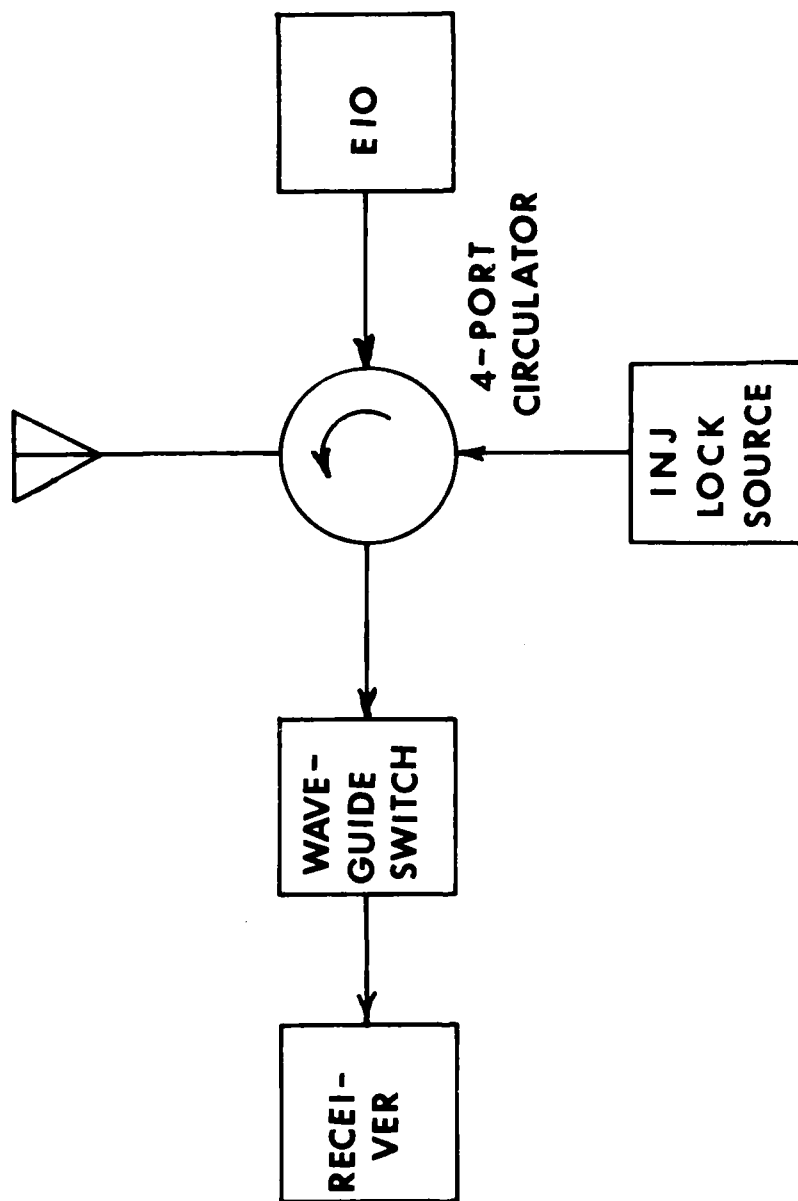 EIO
4-PORT
CIRCULATOR
INJ
LOCK
SOURCE
WAVE-
GUIDE
SWITCH
RECEI-
VER